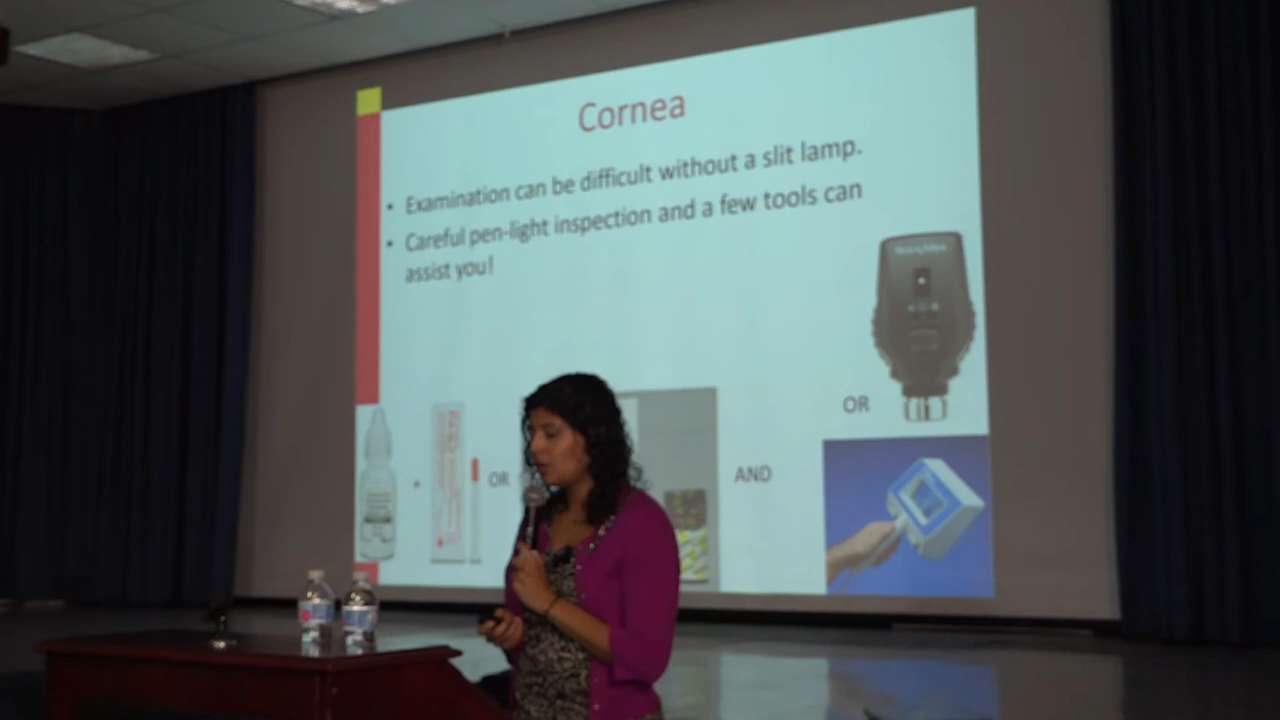 Cornea
• Examination can be difficult without a slit lamp.
• Careful pen-light inspection and a few tools can
assist you!
OR
+ OR AND